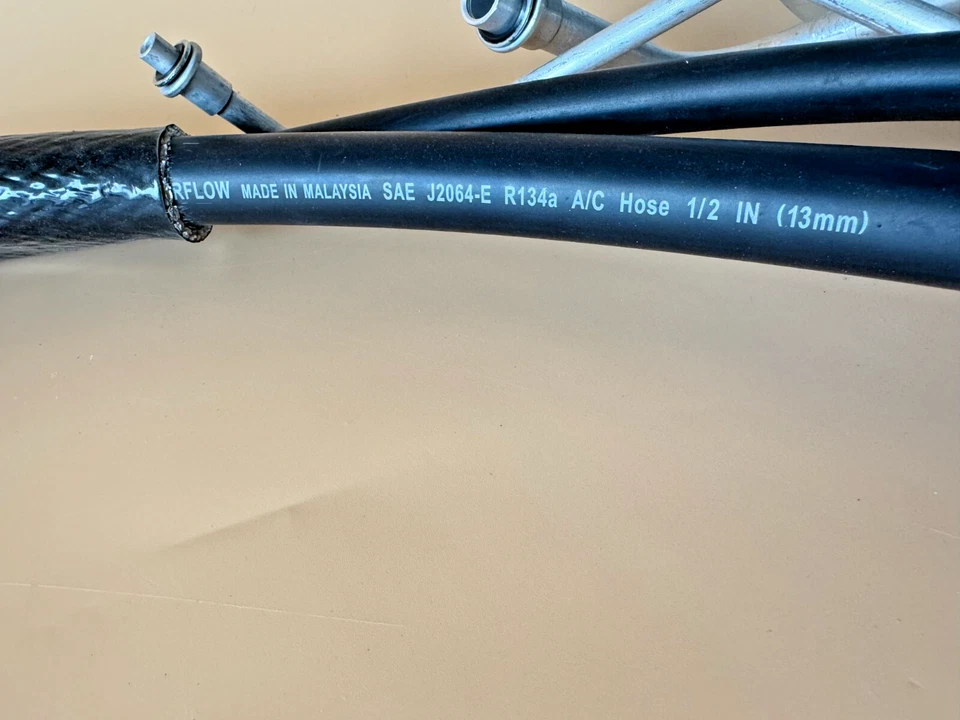 RFLOW MADE IN MALAYSIA SAE J2064-E R134a A/C Hose 1/2 IN (13mm)